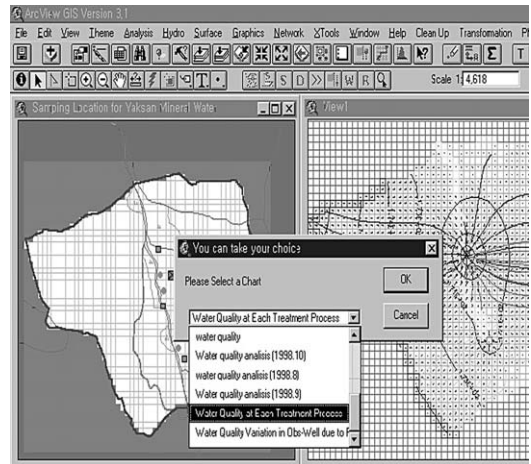 ArcView GIS Version 3.1
File Edit View Theme Analysis Hydro Surface Graphics Network XTools Window Help Clean Up Transformation
S D W R Scale 1: 4,618
Sampling Location for Yaksan Mineral Water
View1
You can take your choice
Please Select a Chart
OK
Water Quality at Each Treatment Process
Cancel
water quality
Water quality analisis (1998.10)
water quality analisis (1998.8)
Water quality analisis (1998.9)
Water Quality at Each Treatment Process
Water Quality Variation in Obs-Well due to